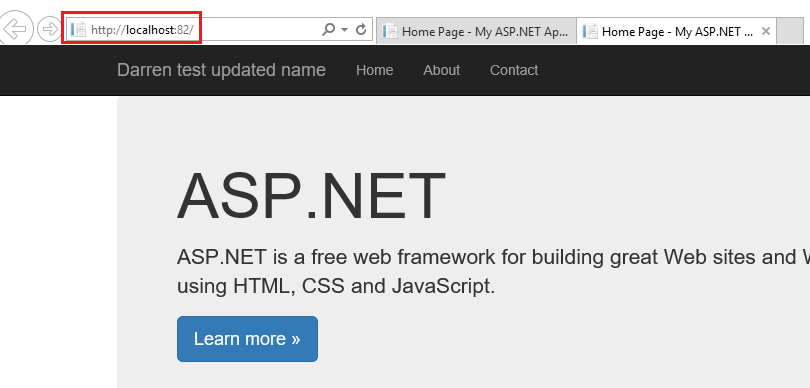 http://localhost:82/
Home Page - My ASP.NET Ap...
Home Page - My ASP.NET ...
Darren test updated name Home About Contact
ASP.NET
ASP.NET is a free web framework for building great Web sites and
using HTML, CSS and JavaScript.
Learn more »